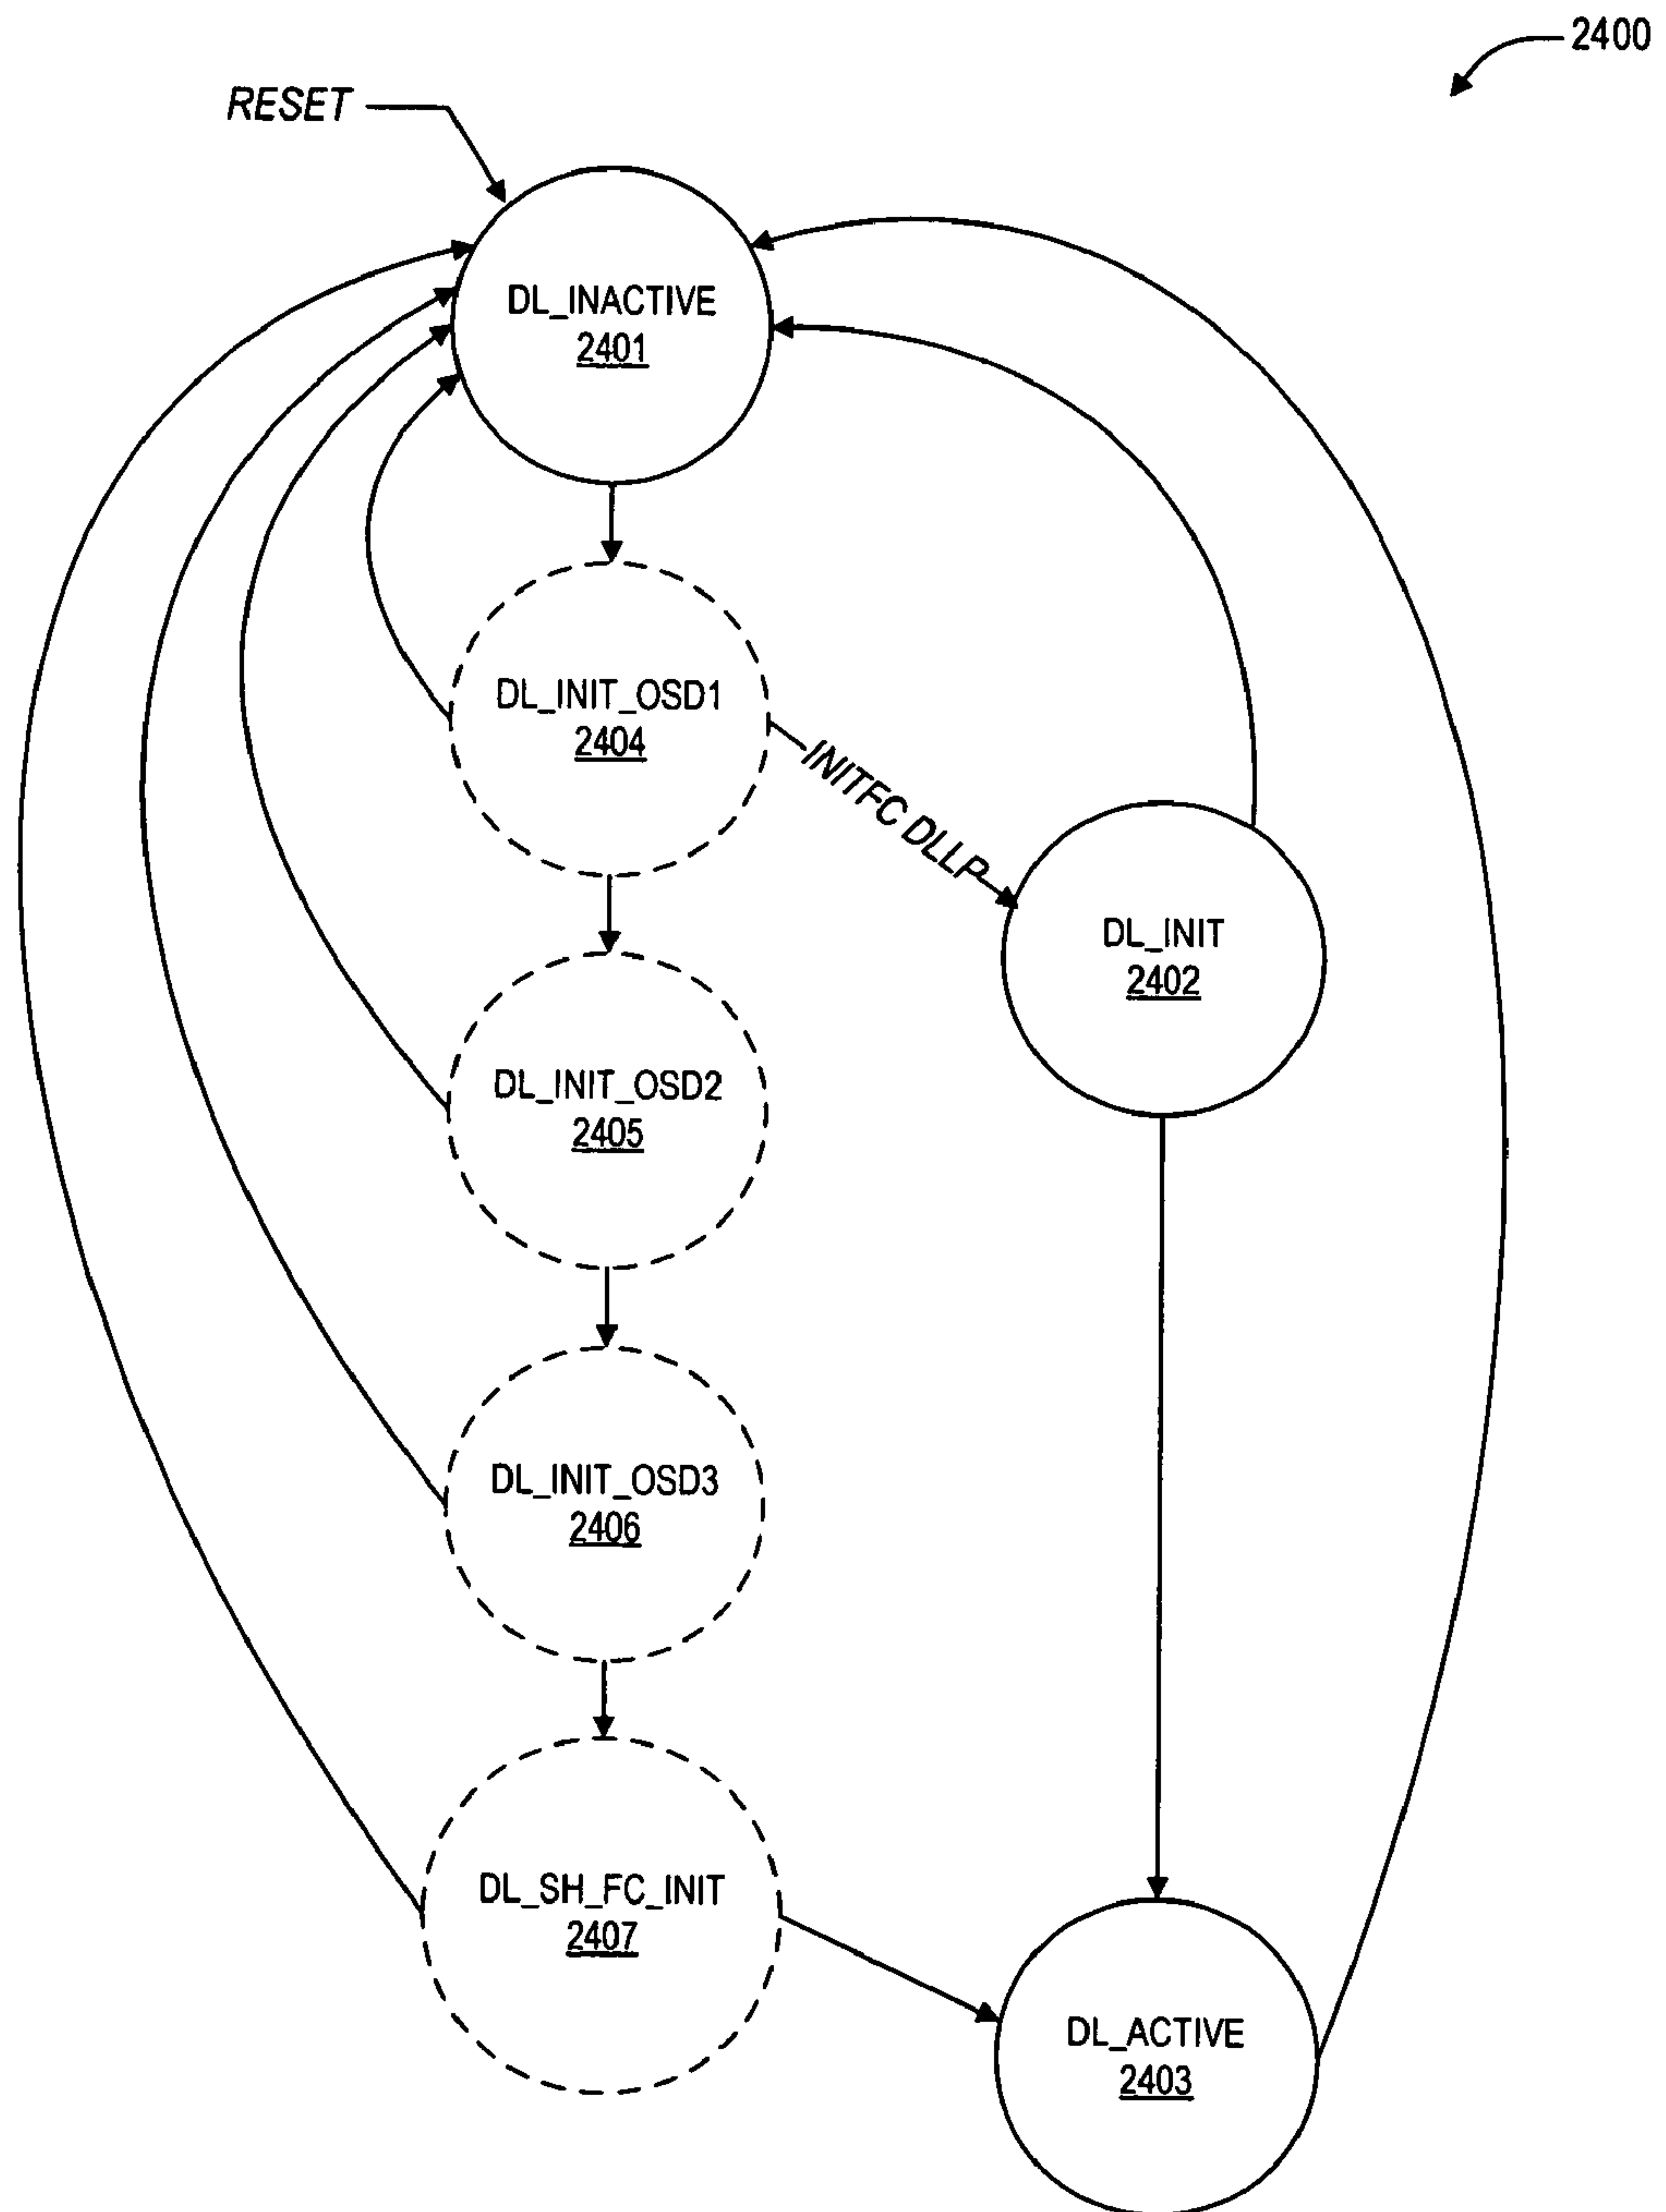 2400
RESET
DL_INACTIVE
2401
DL_INIT_OSD1
2404
INITFC DLLP
DL_INIT
2402
DL_INIT_OSD2
2405
DL_INIT_OSD3
2406
DL_SH_FC_INIT
2407
DL_ACTIVE
2403